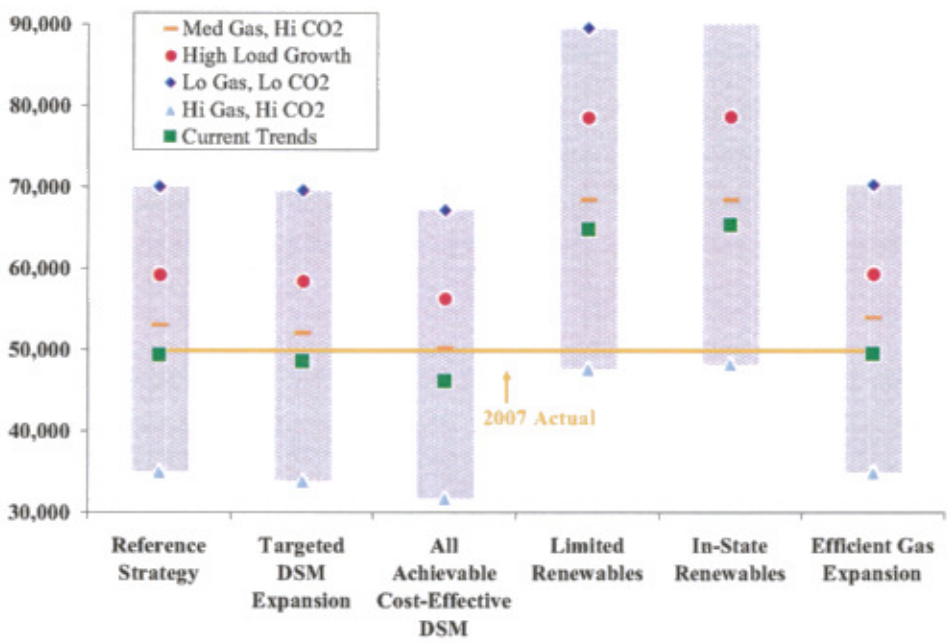 90,000
80,000
70,000
60,000
50,000
40,000
30,000
Med Gas, Hi CO2
High Load Growth
Lo Gas, Lo CO2
Hi Gas, Hi CO2
Current Trends
2007 Actual
Reference
Strategy
Targeted
DSM
Expansion
All
Achievable
Cost-Effective
DSM
Limited
Renewables
In-State
Renewables
Efficient Gas
Expansion